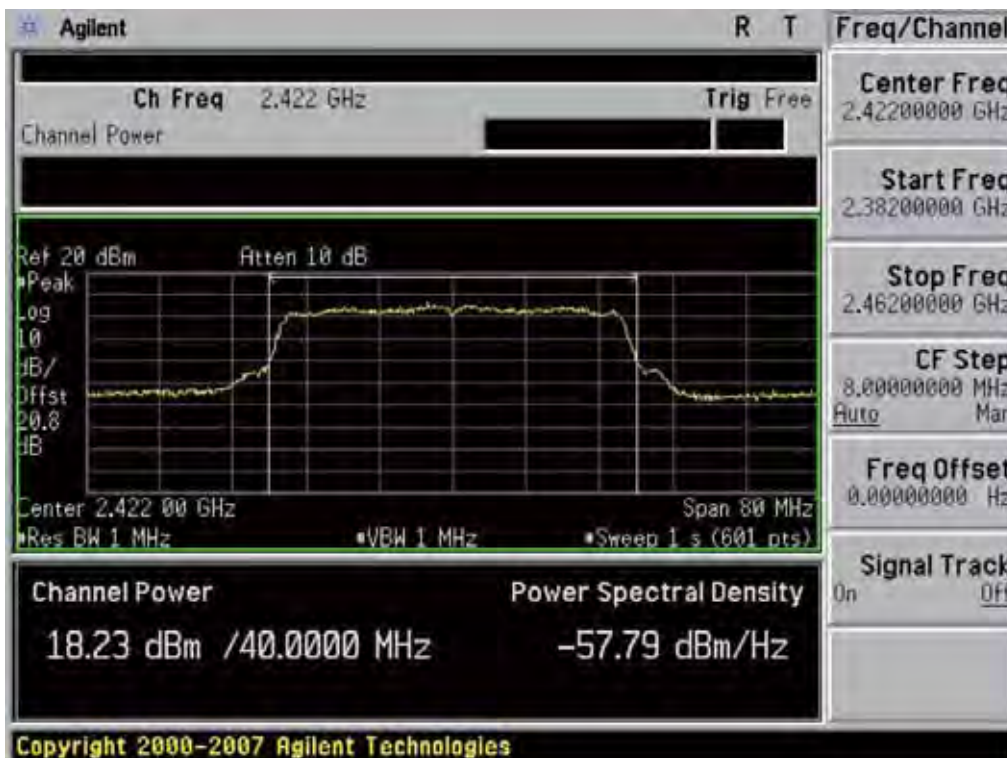 Agilent R T
Ch Freq 2.422 GHz Trig Free
Channel Power
Ref 20 dBm Atten 10 dB
Peak
Log
10
dB/
Offst
20.8
dB
Center 2.422 00 GHz Span 80 MHz
Res BW 1 MHz VBW 1 MHz Sweep 1 s (601 pts)
Channel Power Power Spectral Density
18.23 dBm /40.0000 MHz -57.79 dBm/Hz
Copyright 2000-2007 Agilent Technologies
Freq/Channel
Center Freq
2.42200000 GHz
Start Freq
2.38200000 GHz
Stop Freq
2.46200000 GHz
CF Step
8.00000000 MHz
Auto Man
Freq Offset
0.00000000 Hz
Signal Track
On Off